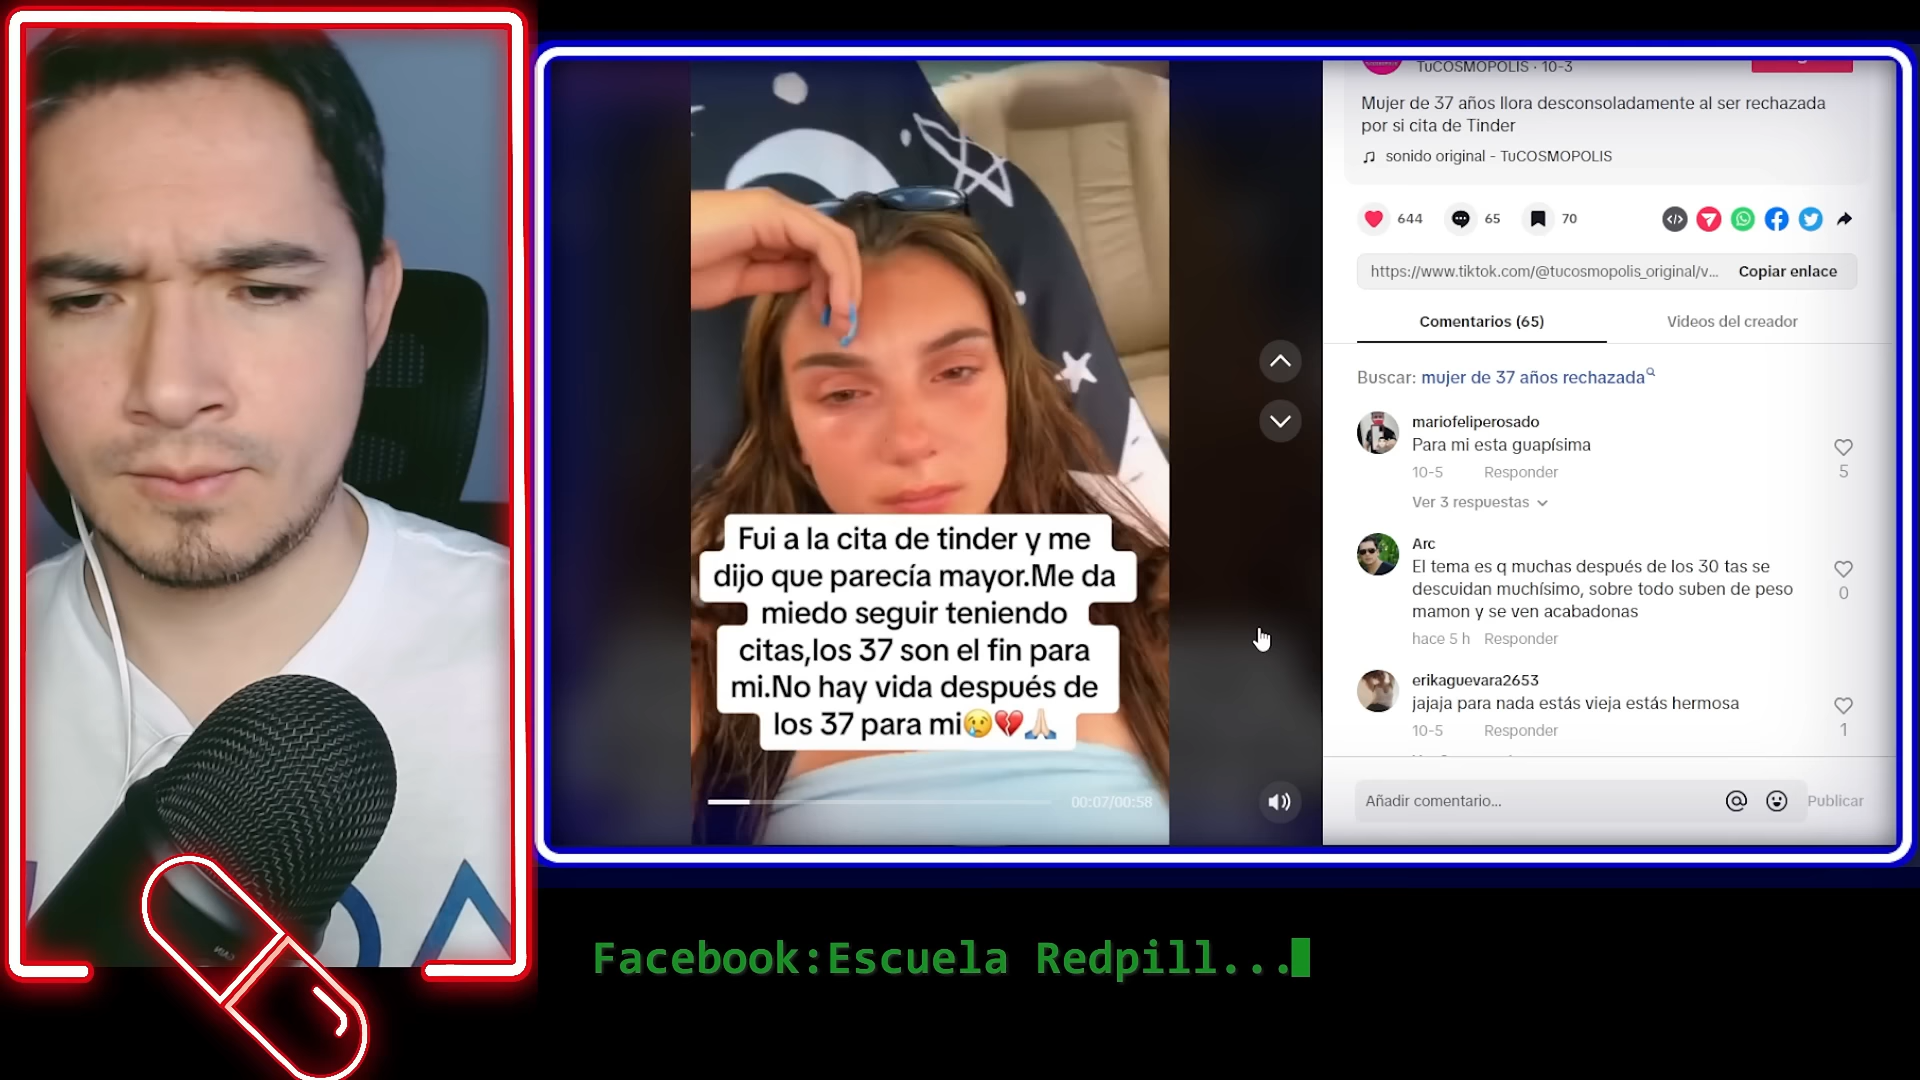 TuCOSMOPOLIS · 10-3
Mujer de 37 años llora desconsoladamente al ser rechazada
por si cita de Tinder
sonido original - TuCOSMOPOLIS
644
65
70
https://www.tiktok.com/@tucosmopolis_original/v...
Copiar enlace
Comentarios (65)
Videos del creador
Buscar: mujer de 37 años rechazada
mariofeliperosado
Para mi esta guapísima
5
10-5 Responder
Ver 3 respuestas
Arc
El tema es q muchas después de los 30 tas se
descuidan muchísimo, sobre todo suben de peso
mamon y se ven acabadonas
0
hace 5 h Responder
erikaguevara2653
jajaja para nada estás vieja estás hermosa
1
10-5 Responder
Añadir comentario...
Publicar
Fui a la cita de tinder y me
dijo que parecía mayor.Me da
miedo seguir teniendo
citas,los 37 son el fin para
mi.No hay vida después de
los 37 para mi😢💔🙏🏻
00:07/00:58
Facebook:Escuela Redpill...